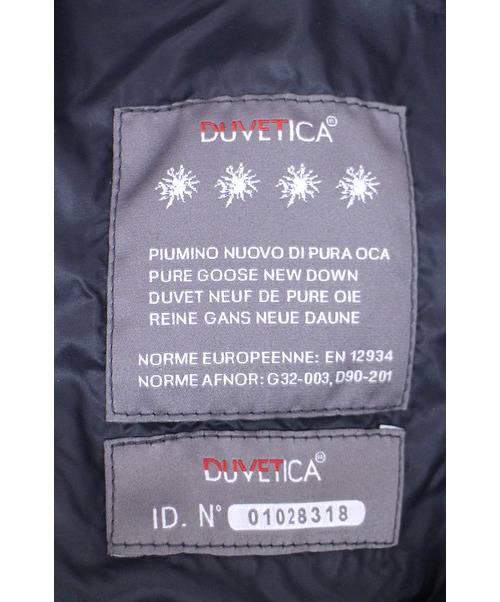 DUVETICA®
PIUMINO NUOVO DI PURA OCA
PURE GOOSE NEW DOWN
DUVET NEUF DE PURE OIE
REINE GANS NEUE DAUNE
NORME EUROPEENNE: EN 12934
NORME AFNOR: G32-003, D90-201
DUVETICA®
ID. N° 01028318